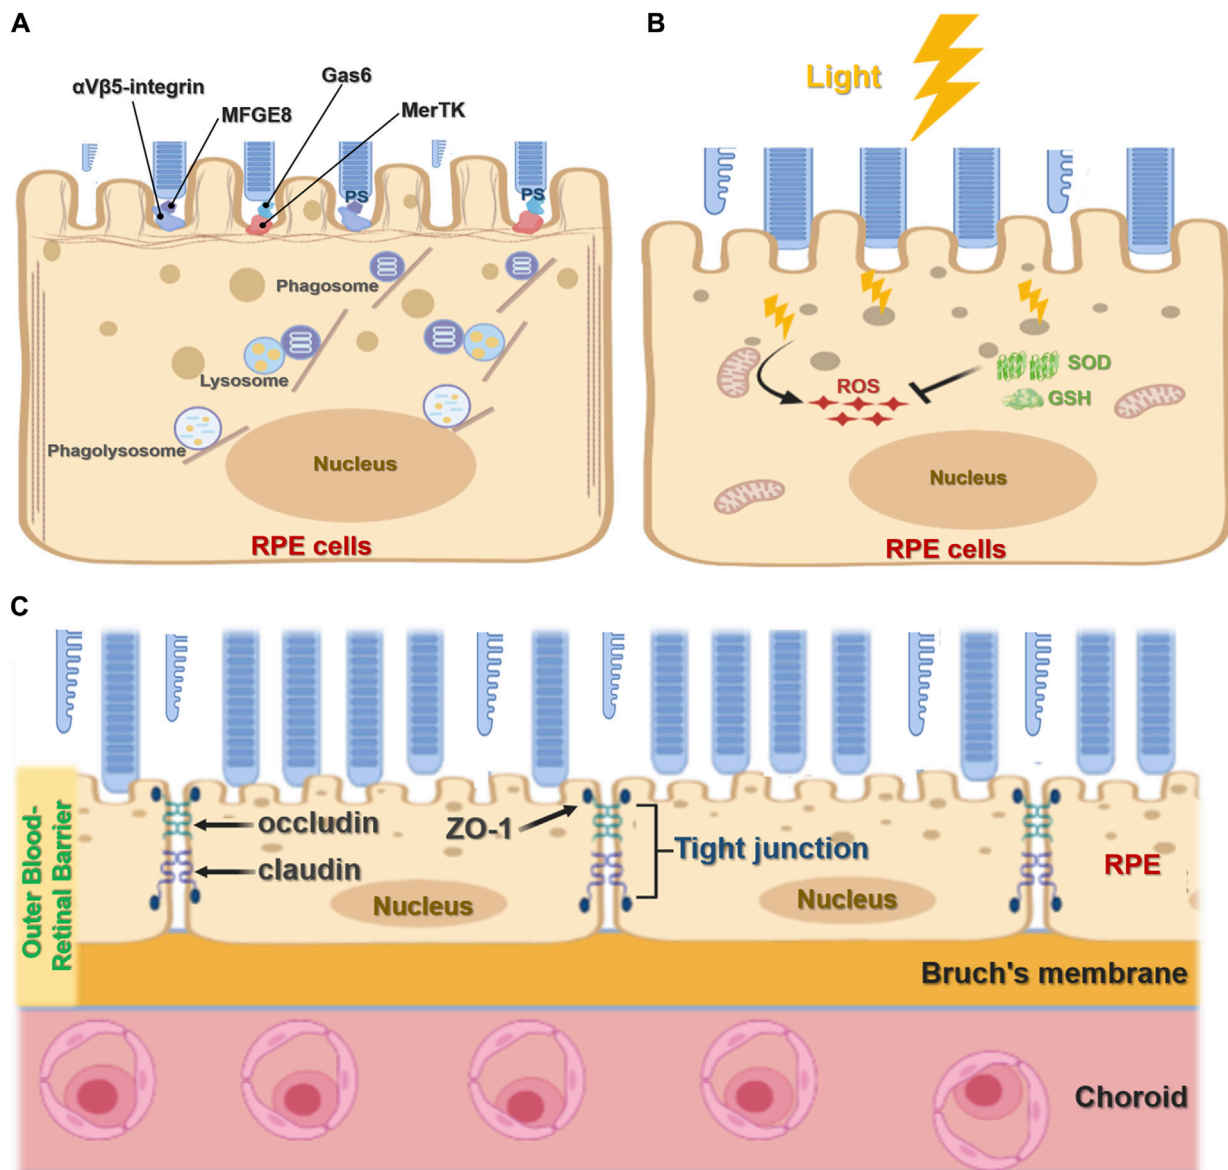 A
αVβ5-integrin
MFGE8
Gas6
MerTK
PS
PS
Phagosome
Lysosome
Phagolysosome
Nucleus
RPE cells
B
Light
ROS
SOD
GSH
Nucleus
RPE cells
C
Outer Blood-
Retinal Barrier
occludin
claudin
ZO-1
Tight junction
Nucleus
Nucleus
RPE
Bruch's membrane
Choroid